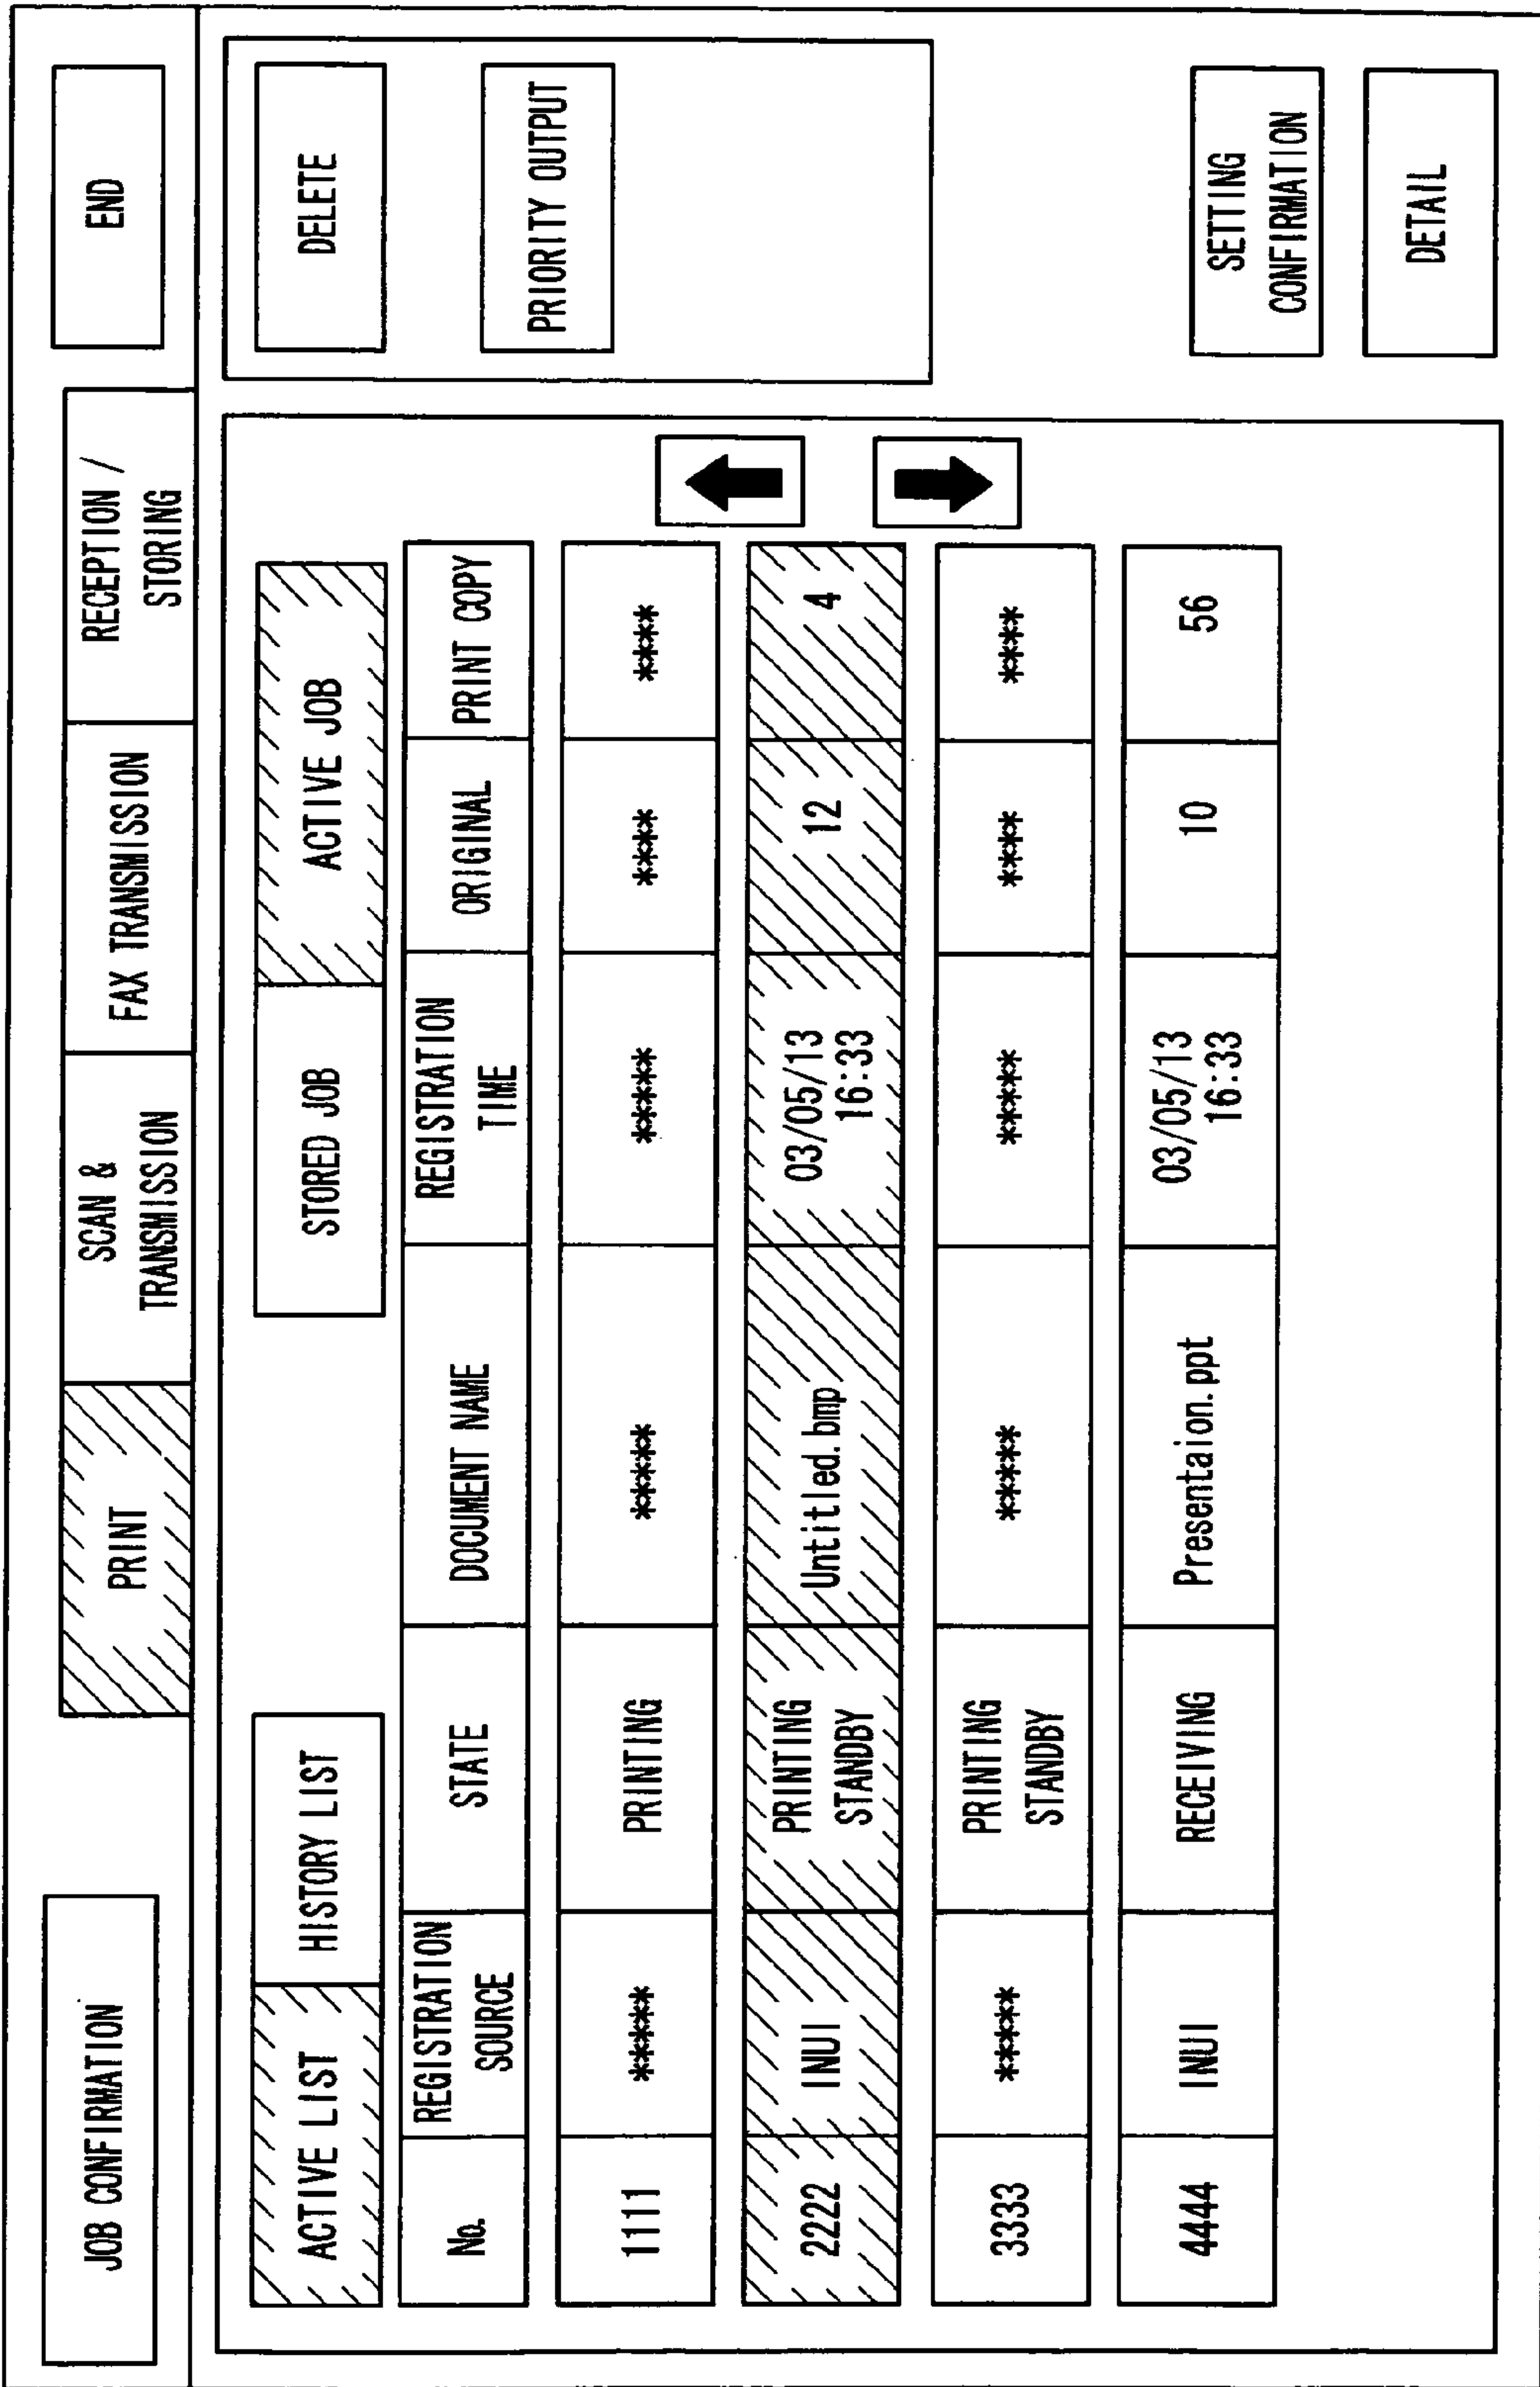 JOB CONFIRMATION
PRINT
SCAN &
TRANSMISSION
FAX TRANSMISSION
RECEPTION /
STORING
END
ACTIVE LIST
HISTORY LIST
STORED JOB
ACTIVE JOB
No.
REGISTRATION
SOURCE
STATE
DOCUMENT NAME
REGISTRATION
TIME
ORIGINAL
PRINT COPY
1111
*****
PRINTING
*****
*****
****
****
2222
INUI
PRINTING
STANDBY
Untitled.bmp
03/05/13
16:33
12
4
3333
*****
PRINTING
STANDBY
*****
*****
****
****
4444
INUI
RECEIVING
Presentaion.ppt
03/05/13
16:33
10
56
DELETE
PRIORITY OUTPUT
SETTING
CONFIRMATION
DETAIL